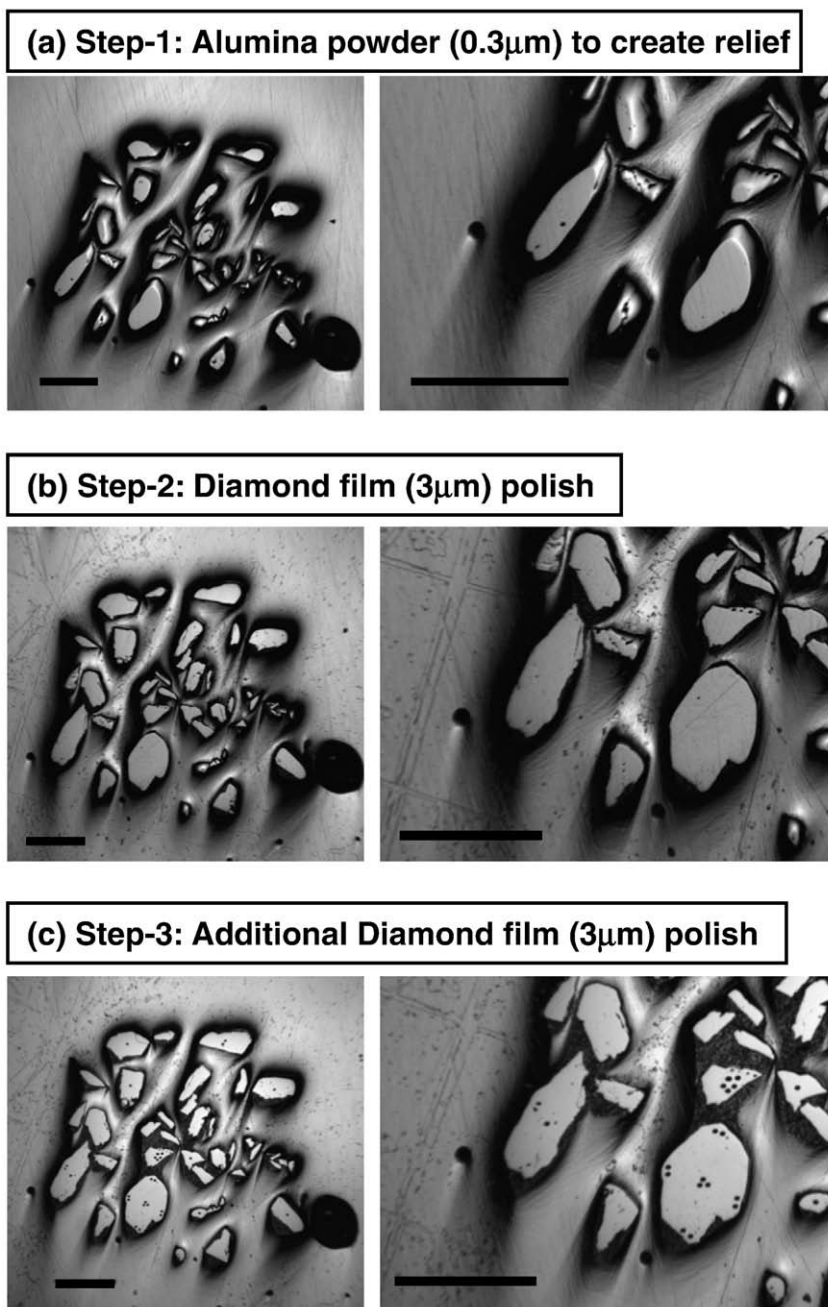 (a) Step-1: Alumina powder (0.3μm) to create relief
(b) Step-2: Diamond film (3μm) polish
(c) Step-3: Additional Diamond film (3μm) polish